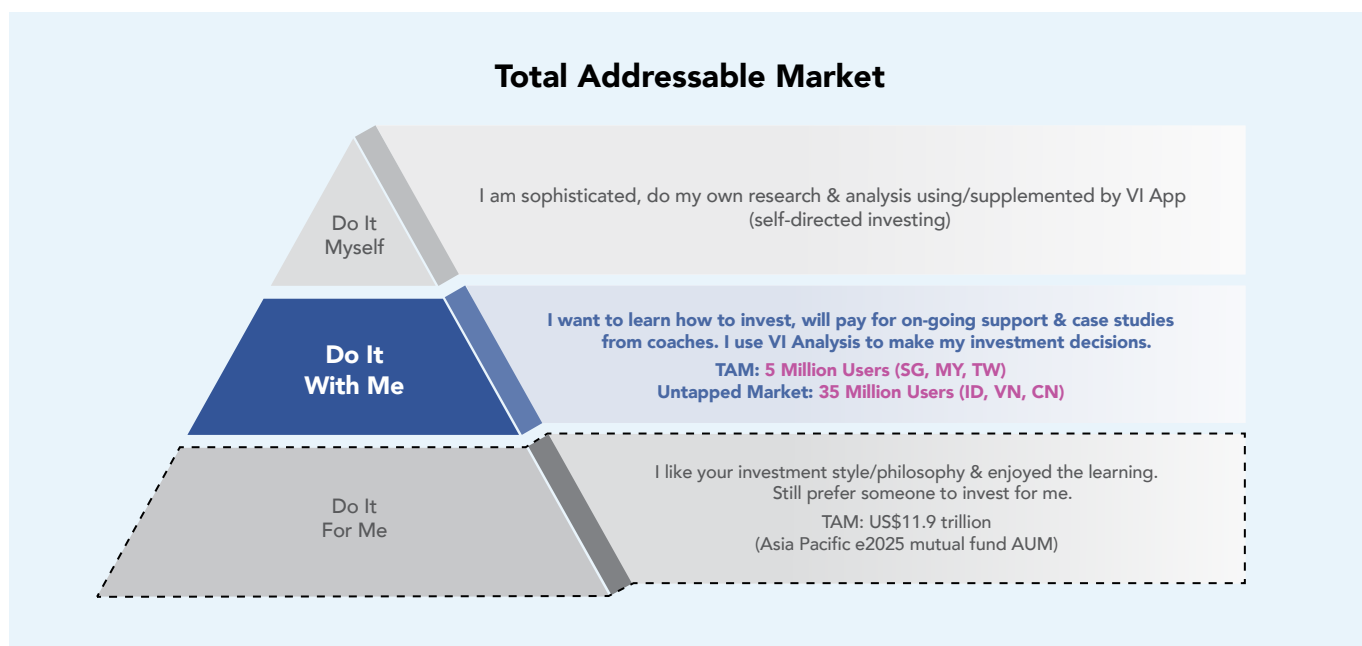 Total Addressable Market
Do It
Myself
I am sophisticated, do my own research & analysis using/supplemented by VI App
(self-directed investing)
Do It
With Me
I want to learn how to invest, will pay for on-going support & case studies
from coaches. I use VI Analysis to make my investment decisions.
TAM: 5 Million Users (SG, MY, TW)
Untapped Market: 35 Million Users (ID, VN, CN)
Do It
For Me
I like your investment style/philosophy & enjoyed the learning.
Still prefer someone to invest for me.
TAM: US$11.9 trillion
(Asia Pacific e2025 mutual fund AUM)